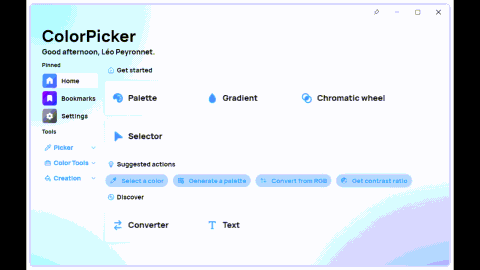 ColorPicker
Good afternoon, Léo Peyronnet.
Pinned
Home
Bookmarks
Settings
Tools
Picker
Color Tools
Creation
Get started
Palette
Gradient
Chromatic wheel
Selector
Suggested actions
Select a color
Generate a palette
Convert from RGB
Get contrast ratio
Discover
Converter
Text